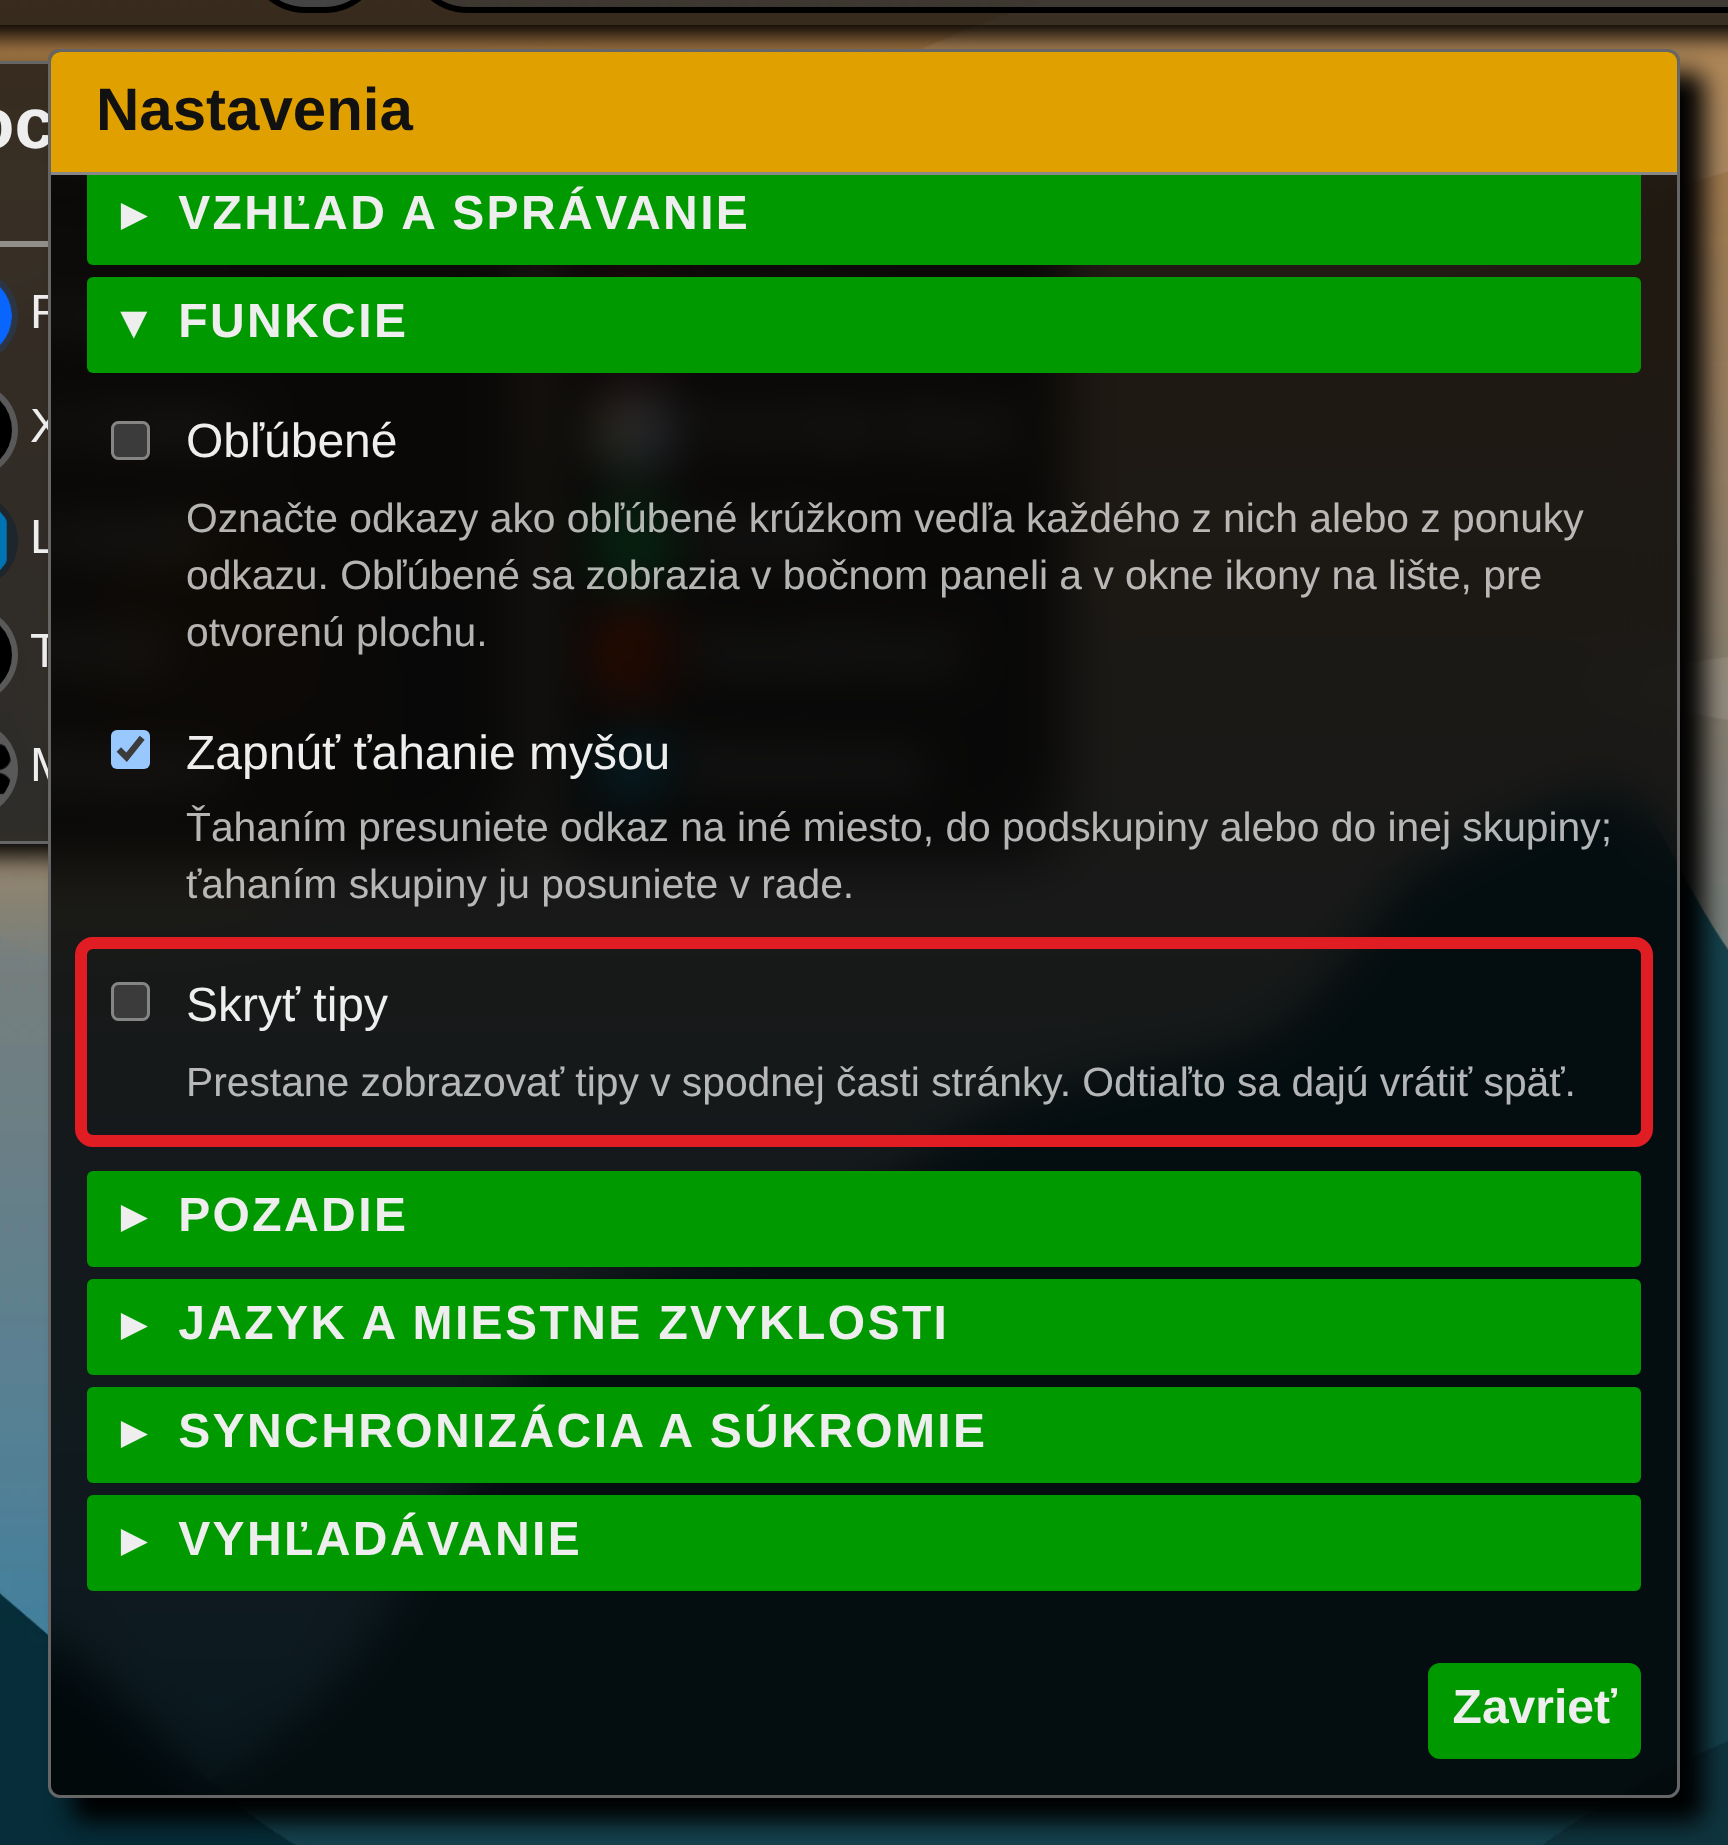 Nastavenia
VZHĽAD A SPRÁVANIE
FUNKCIE
Obľúbené
Označte odkazy ako obľúbené krúžkom vedľa každého z nich alebo z ponuky
odkazu. Obľúbené sa zobrazia v bočnom paneli a v okne ikony na lište, pre
otvorenú plochu.
Zapnúť ťahanie myšou
Ťahaním presuniete odkaz na iné miesto, do podskupiny alebo do inej skupiny;
ťahaním skupiny ju posuniete v rade.
Skryť tipy
Prestane zobrazovať tipy v spodnej časti stránky. Odtiaľto sa dajú vrátiť späť.
POZADIE
JAZYK A MIESTNE ZVYKLOSTI
SYNCHRONIZÁCIA A SÚKROMIE
VYHĽADÁVANIE
Zavrieť